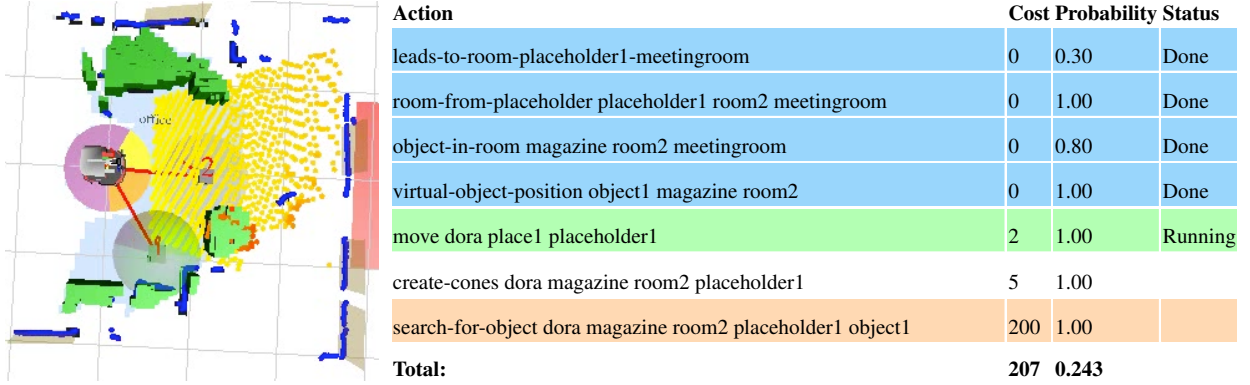 office
Action Cost Probability Status
leads-to-room-placeholder1-meetingroom 0 0.30 Done
room-from-placeholder placeholder1 room2 meetingroom 0 1.00 Done
object-in-room magazine room2 meetingroom 0 0.80 Done
virtual-object-position object1 magazine room2 0 1.00 Done
move dora place1 placeholder1 2 1.00 Running
create-cones dora magazine room2 placeholder1 5 1.00
search-for-object dora magazine room2 placeholder1 object1 200 1.00
Total: 207 0.243